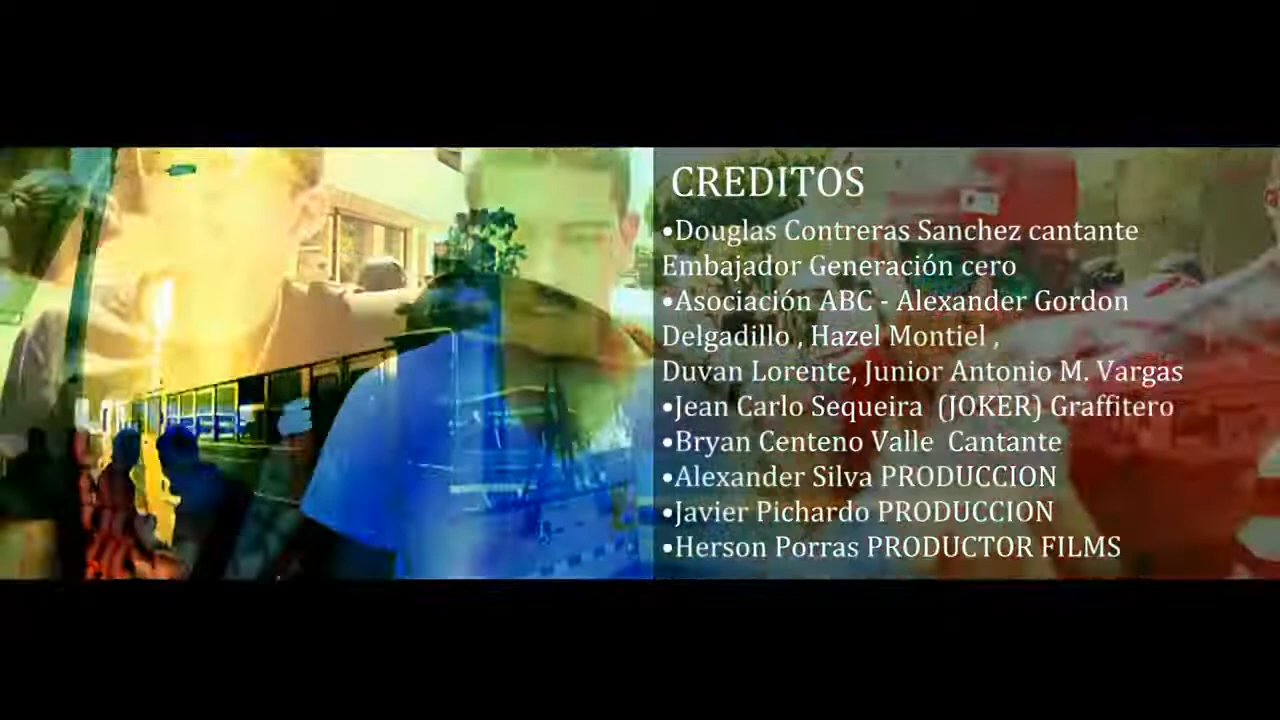 CREDITOS
•Douglas Contreras Sanchez cantante
Embajador Generación cero
•Asociación ABC - Alexander Gordon
Delgadillo , Hazel Montiel ,
Duvan Lorente, Junior Antonio M. Vargas
•Jean Carlo Sequeira (JOKER) Graffitero
•Bryan Centeno Valle Cantante
•Alexander Silva PRODUCCION
•Javier Pichardo PRODUCCION
•Herson Porras PRODUCTOR FILMS